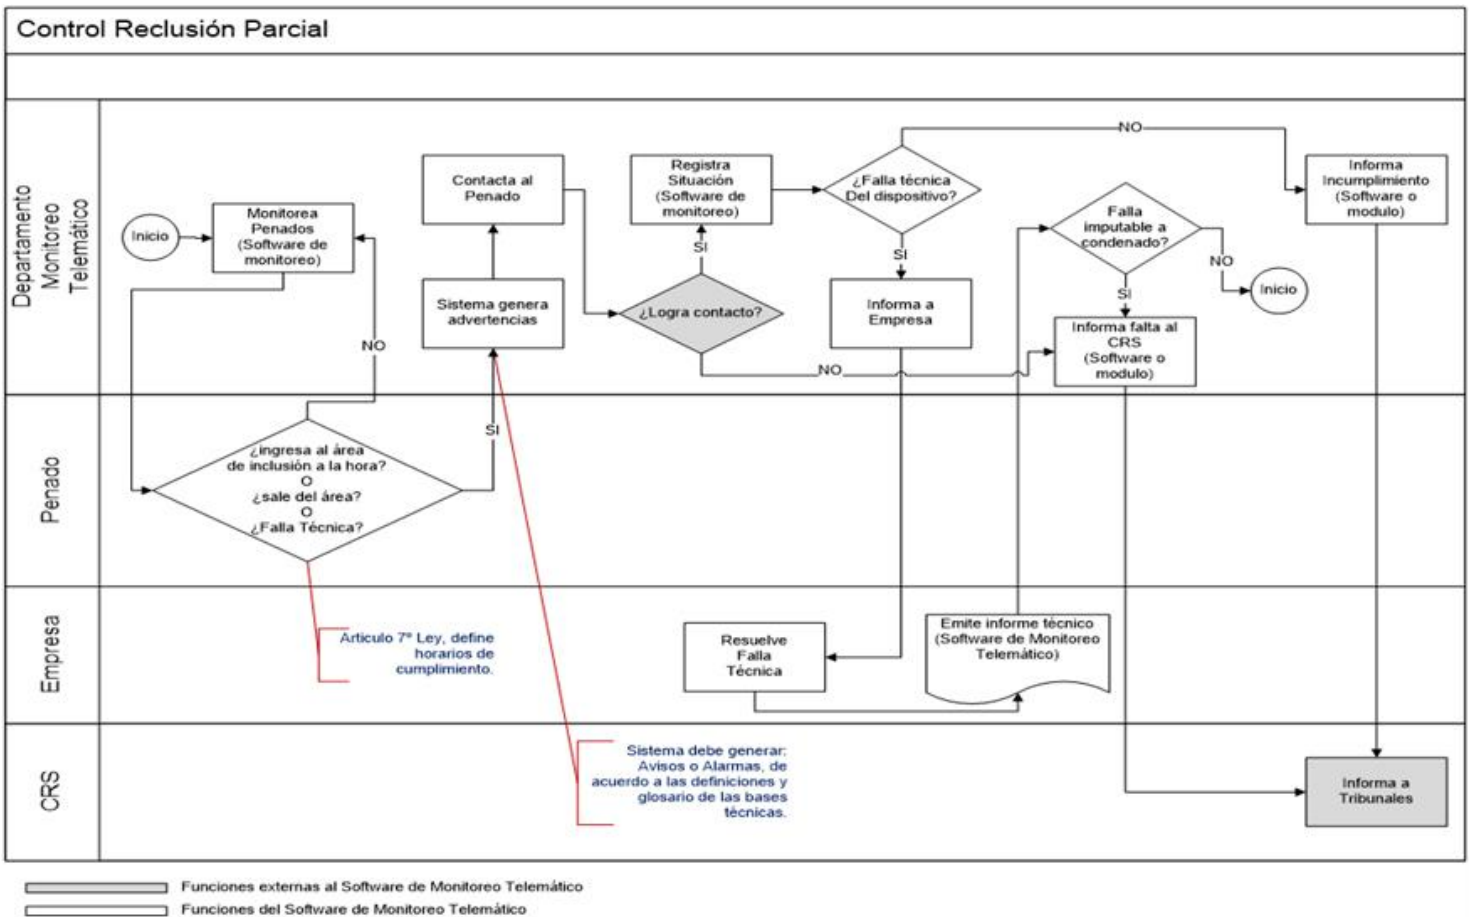 Control Reclusión Parcial
Departamento
Monitoreo
Telemático
Inicio
Monitorea
Penados
(Software de
monitoreo)
Contacta al
Penado
Sistema genera
advertencias
Registra
Situación
(Software de
monitoreo)
SI
¿Logra contacto?
NO
¿Falla técnica
Del dispositivo?
NO
SI
Informa a
Empresa
Falla
imputable a
condenado?
NO
Inicio
SI
Informa falta al
CRS
(Software o
modulo)
Informa
Incumplimiento
(Software o
modulo)
NO
SI
Penado
¿ingresa al área
de inclusión a la hora?
O
¿sale del área?
O
¿Falla Técnica?
Empresa
Articulo 7º Ley, define
horarios de
cumplimiento.
Resuelve
Falla
Técnica
Emite informe técnico
(Software de Monitoreo
Telemático)
CRS
Sistema debe generar:
Avisos o Alarmas, de
acuerdo a las definiciones y
glosario de las bases
técnicas.
Informa a
Tribunales
Funciones externas al Software de Monitoreo Telemático
Funciones del Software de Monitoreo Telemático